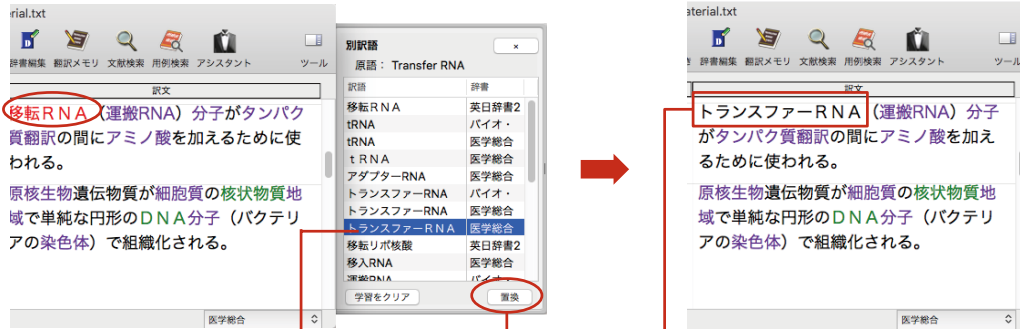 erial.txt
辞書編集 翻訳メモリ 文献検索 用例検索 アシスタント ツール
訳文
移転ＲＮＡ（運搬RNA）分子がタンパク
質翻訳の間にアミノ酸を加えるために使
われる。
原核生物遺伝物質が細胞質の核状物質地
域で単純な円形のＤＮＡ分子（バクテリ
アの染色体）で組織化される。
医学総合
別訳語
×
原語： Transfer RNA
訳語 辞書
移転ＲＮＡ 英日辞書2
tRNA バイオ・
tRNA 医学総合
ｔＲＮＡ 医学総合
アダプターRNA 医学総合
トランスファーRNA バイオ・
トランスファーRNA 医学総合
トランスファーＲＮＡ 医学総合
移転リボ核酸 英日辞書2
移入RNA 医学総合
運搬RNA バイオ・
学習をクリア 置換
aterial.txt
辞書編集 翻訳メモリ 文献検索 用例検索 アシスタント ツール
訳文
トランスファーＲＮＡ（運搬RNA）分子
がタンパク質翻訳の間にアミノ酸を加え
るために使われる。
原核生物遺伝物質が細胞質の核状物質地
域で単純な円形のＤＮＡ分子（バクテリ
アの染色体）で組織化される。
医学総合